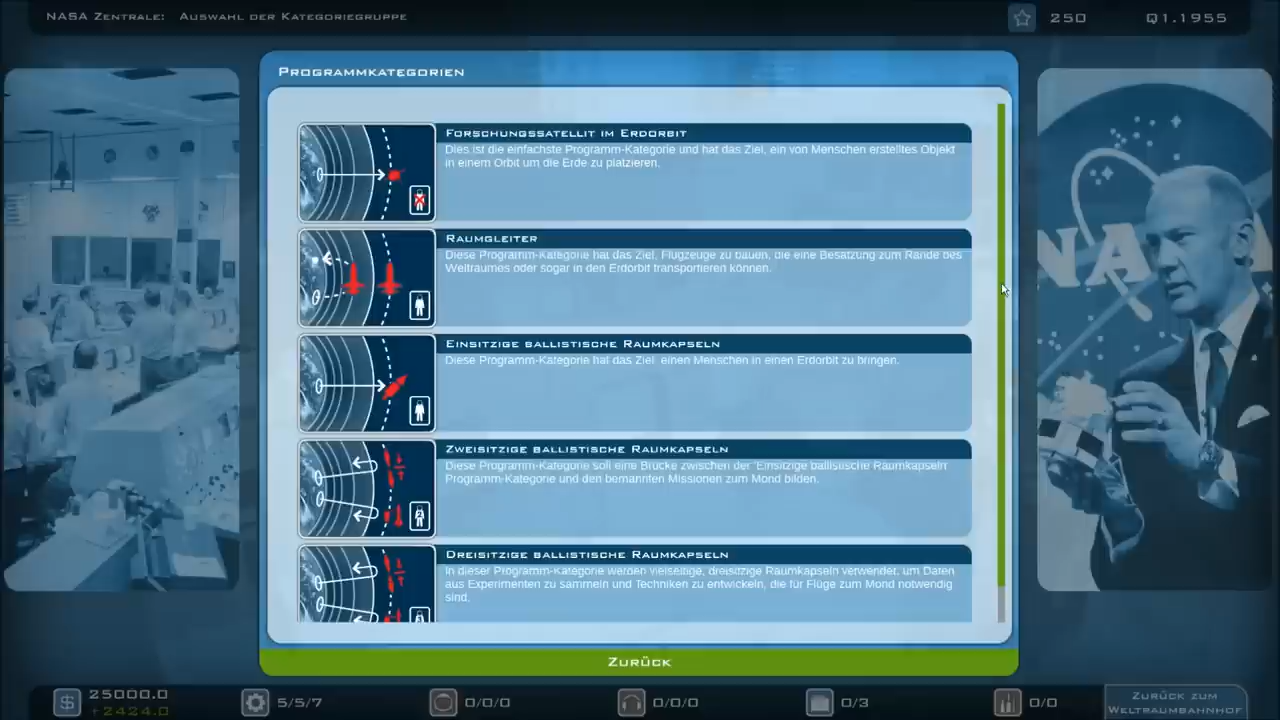 NASA Zentrale: Auswahl der Kategoriegruppe
250
Q1.1955
Programmkategorien
Forschungssatellit im Erdorbit
Dies ist die einfachste Programm-Kategorie und hat das Ziel, ein von Menschen erstelltes Objekt
in einem Orbit um die Erde zu platzieren.
Raumgleiter
Diese Programm-Kategorie hat das Ziel, Flugzeuge zu bauen, die eine Besatzung zum Rande des
Weltraumes oder sogar in den Erdorbit transportieren können.
Einsitzige ballistische Raumkapseln
Diese Programm-Kategorie hat das Ziel, einen Menschen in einen Erdorbit zu bringen.
Zweisitzige ballistische Raumkapseln
Diese Programm-Kategorie soll eine Brücke zwischen der 'Einsitzige ballistische Raumkapseln'
Programm-Kategorie und den bemannten Missionen zum Mond bilden.
Dreisitzige ballistische Raumkapseln
In dieser Programm-Kategorie werden vielseitige, dreisitzige Raumkapseln verwendet, um Daten
aus Experimenten zu sammeln und Techniken zu entwickeln, die für Flüge zum Mond notwendig
sind.
NA
Zurück
25000.0
+2424.0
5/5/7
0/0/0
0/0/0
0/3
0/0
Zurück zum
Weltraumbahnhof